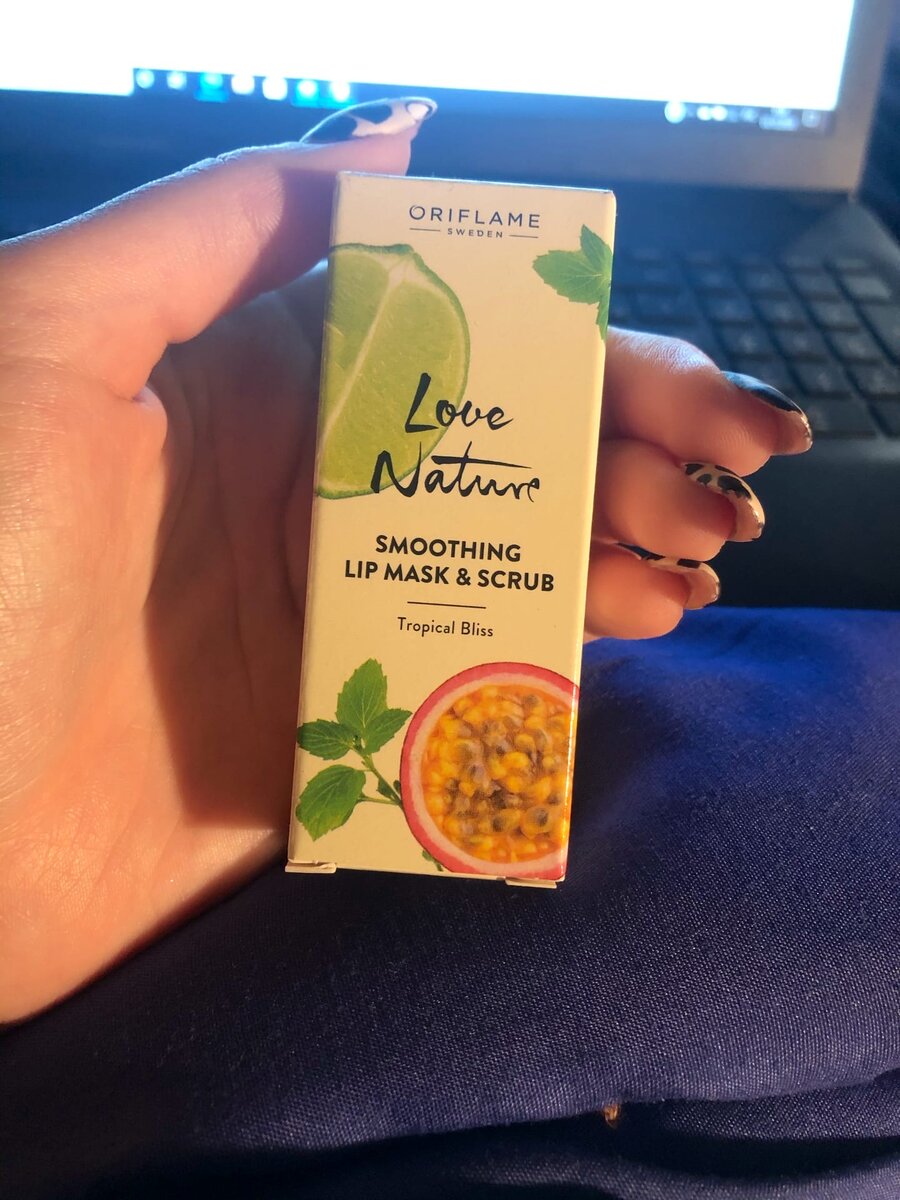 ORIFLAME
SWEDEN
Love
Nature
SMOOTHING
LIP MASK & SCRUB
Tropical Bliss